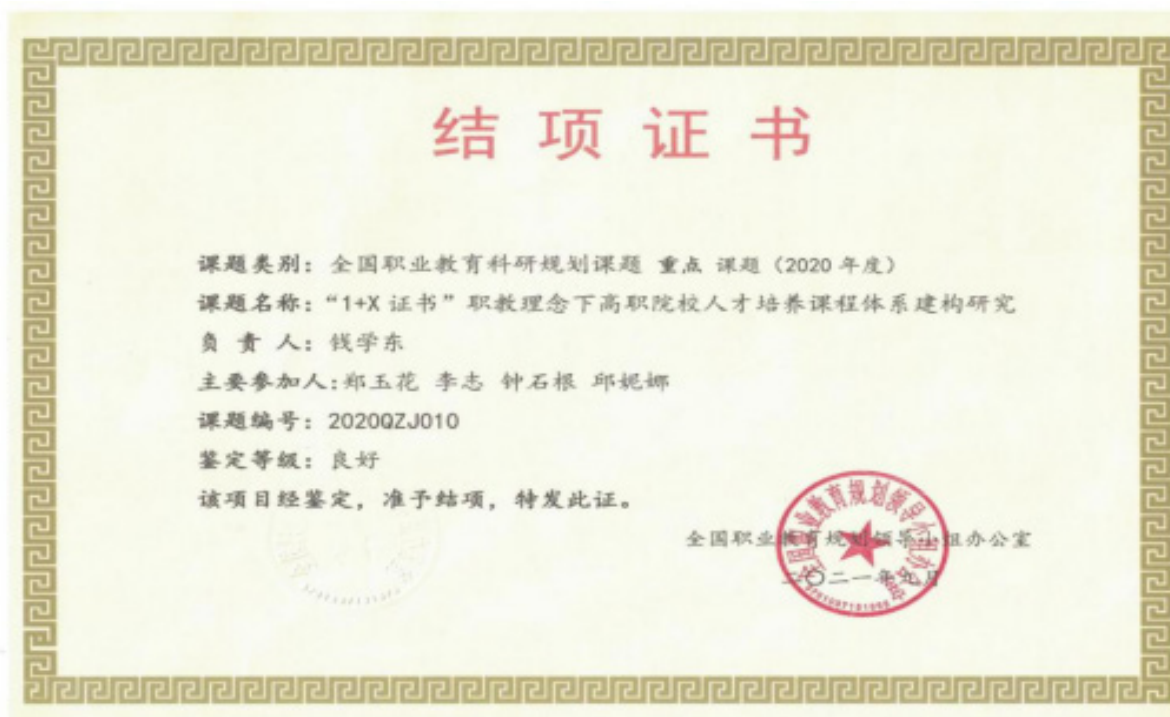 结项证书
课题类别：全国职业教育科研规划课题 重点 课题（2020 年度）
课题名称：“1+X 证书”职教理念下高职院校人才培养课程体系建构研究
负 责 人：钱学东
主要参加人:郑玉花 李志 钟石根 邱妮娜
课题编号：2020QZJ010
鉴定等级：良好
该项目经鉴定，准予结项，特发此证。
全国职业教育规划领导小组办公室
二〇二一年 月